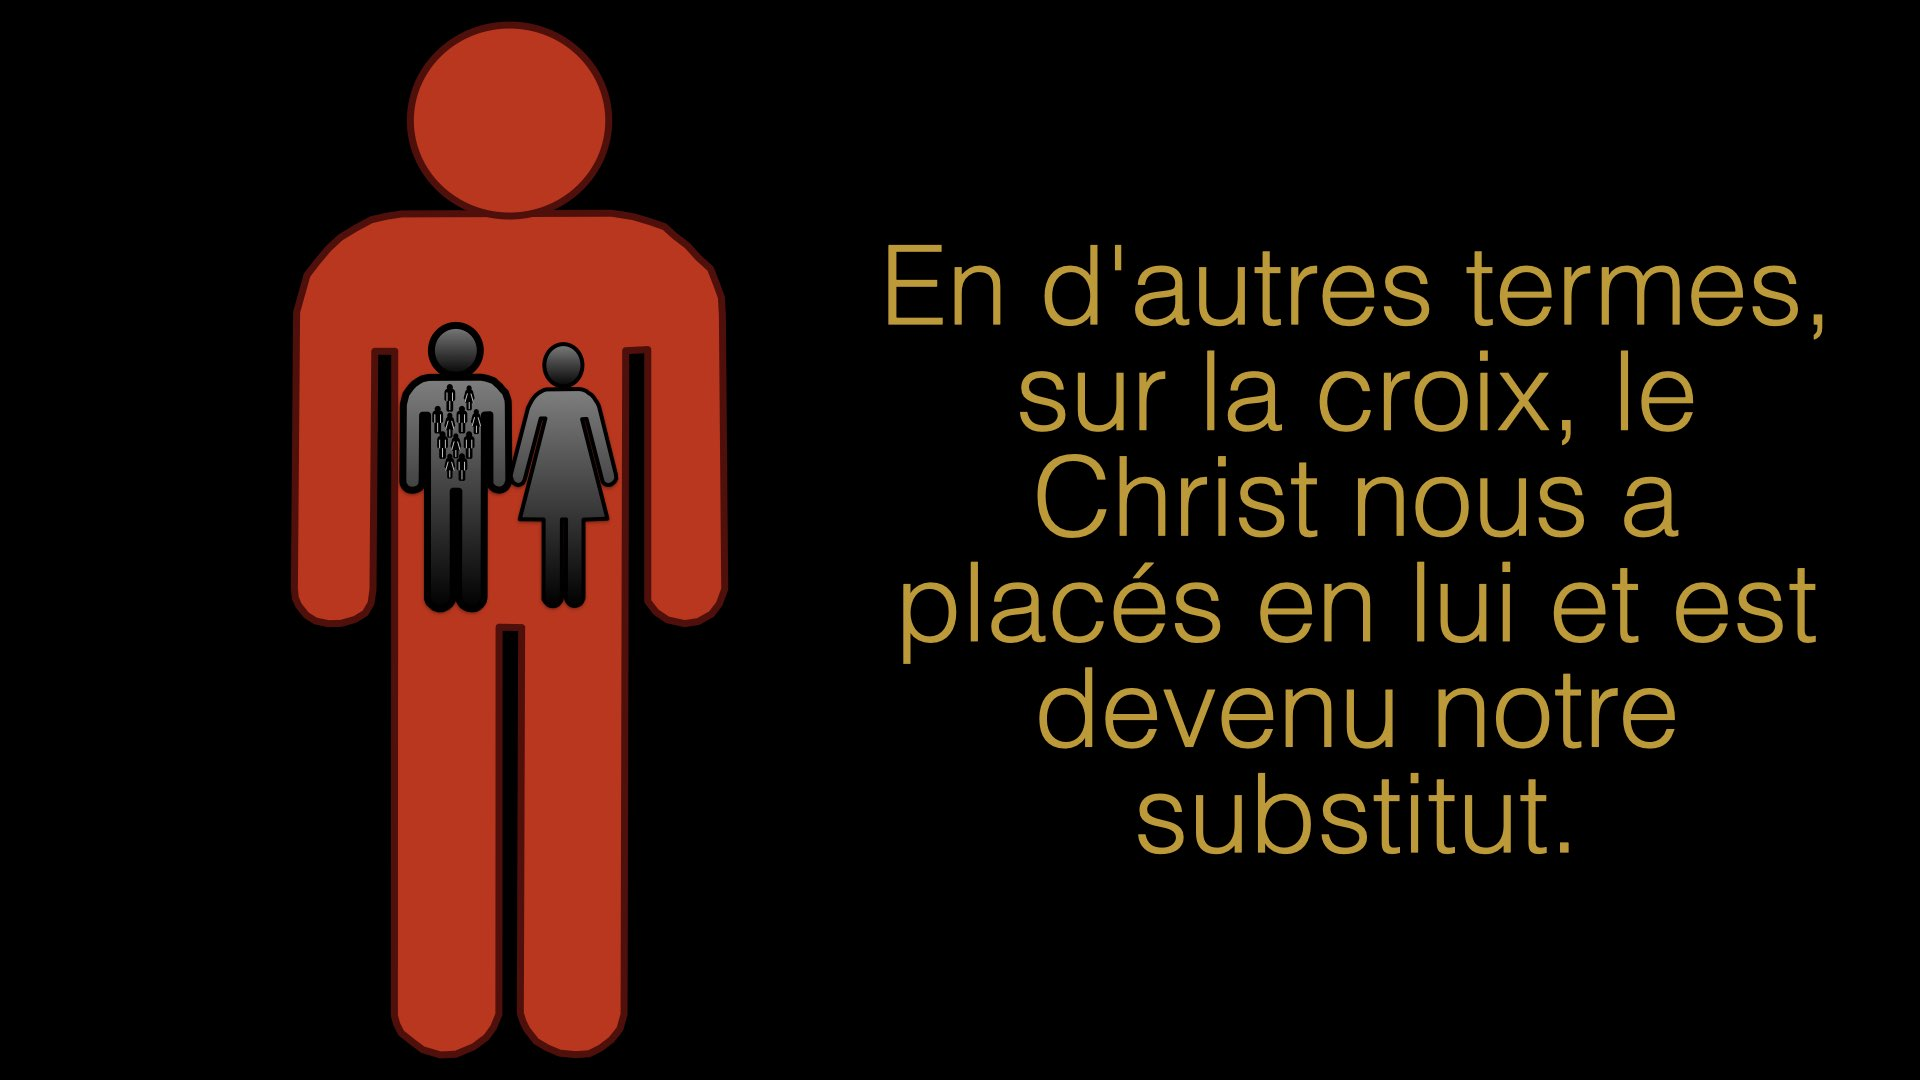 En d'autres termes,
sur la croix, le
Christ nous a
placés en lui et est
devenu notre
substitut.